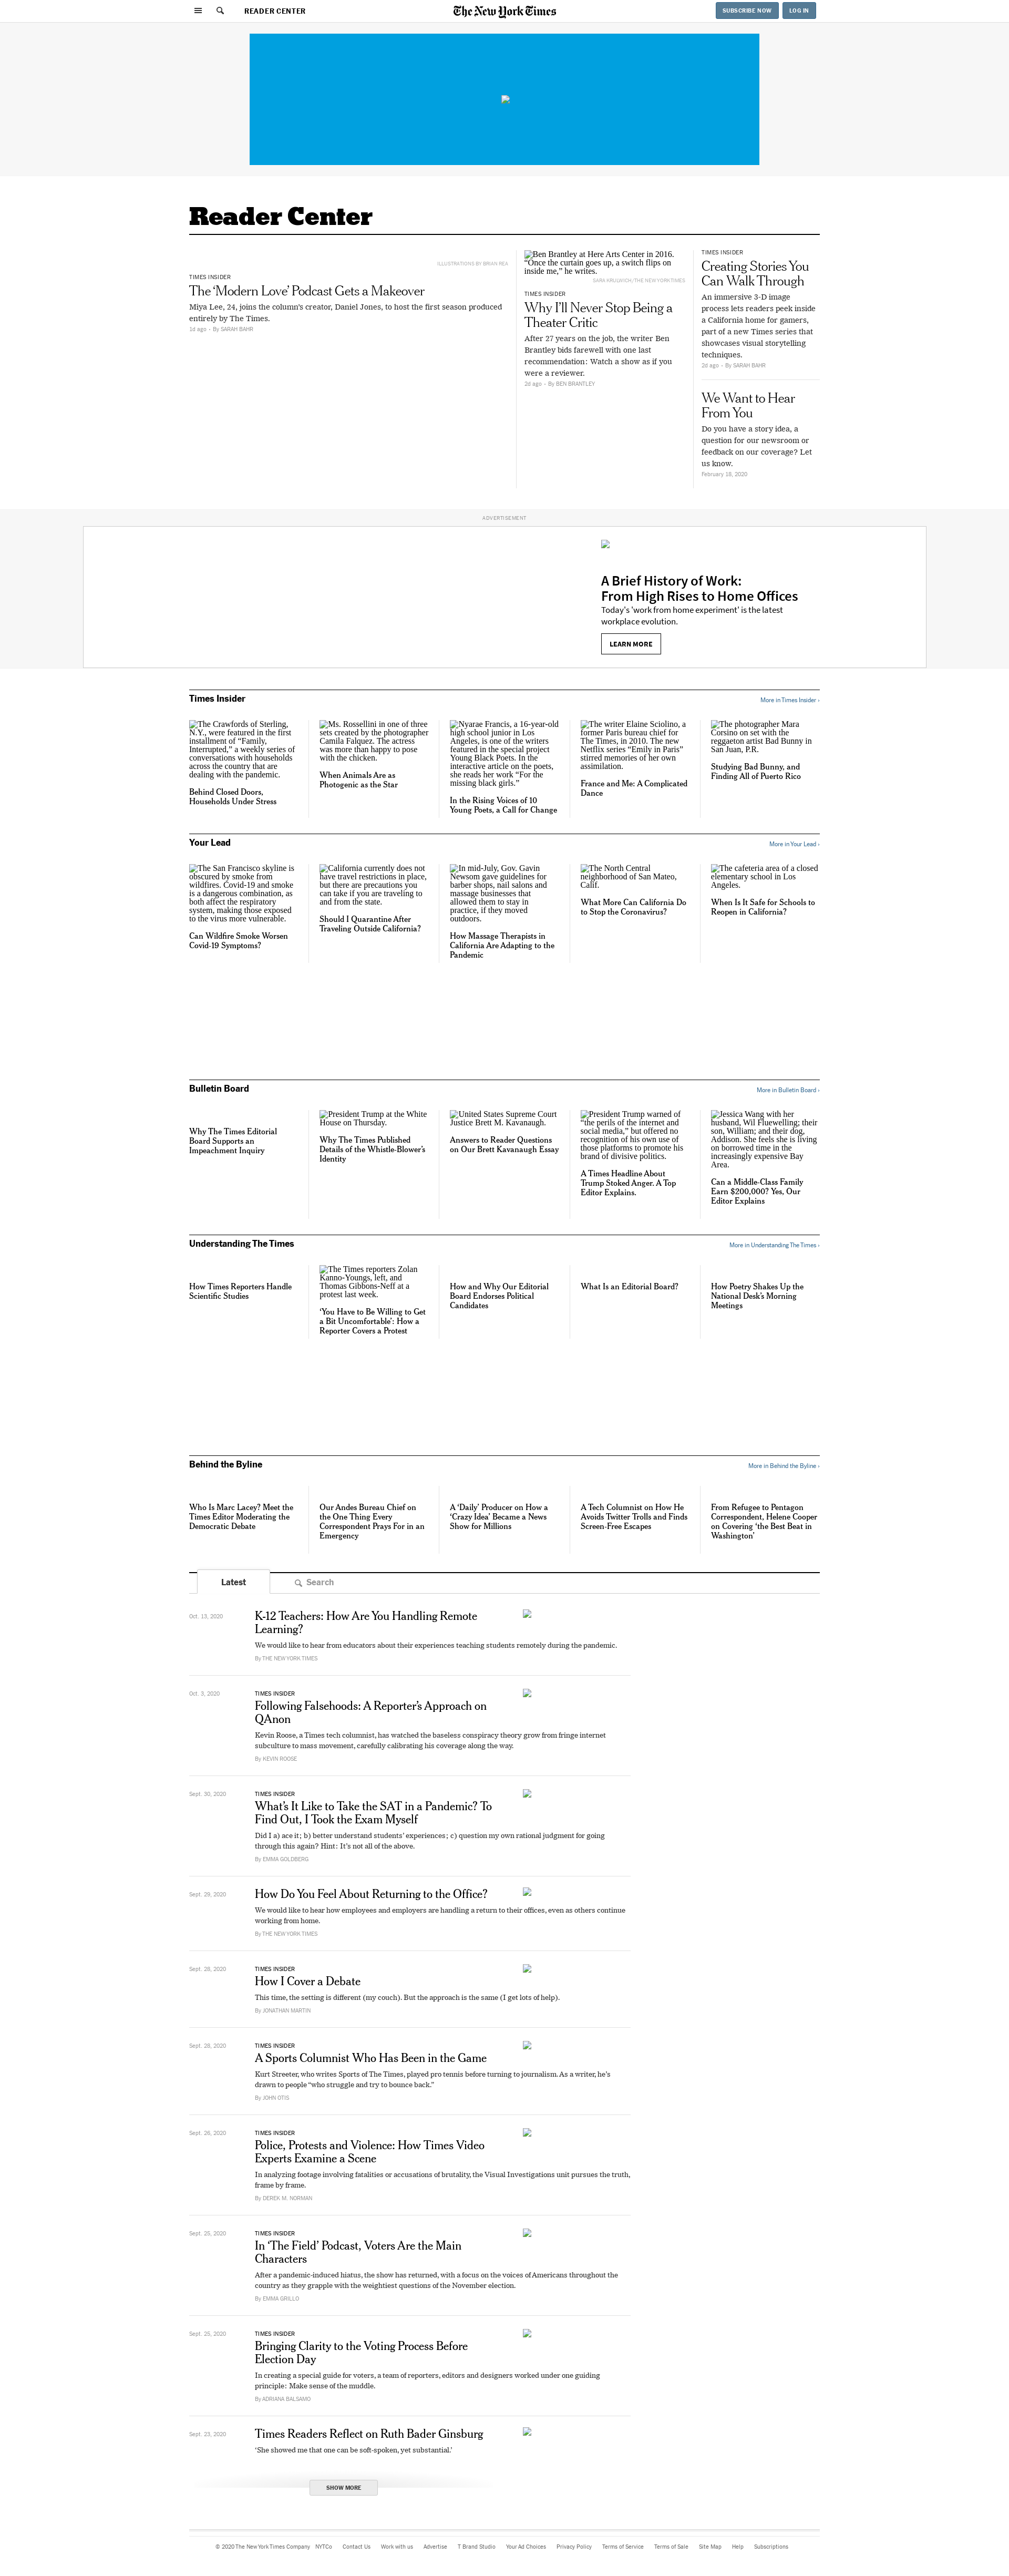 READER CENTER
The New York Times
SUBSCRIBE NOW
LOG IN
Reader Center
ILLUSTRATIONS BY BRIAN REA
TIMES INSIDER
The ‘Modern Love’ Podcast Gets a Makeover
Miya Lee, 24, joins the column's creator, Daniel Jones, to host the first season produced
entirely by The Times.
1d ago - By SARAH BAHR
Ben Brantley at Here Arts Center in 2016.
“Once the curtain goes up, a switch flips on
inside me,” he writes.
SARA KRULWICH/THE NEW YORK TIMES
TIMES INSIDER
Why I’ll Never Stop Being a
Theater Critic
After 27 years on the job, the writer Ben
Brantley bids farewell with one last
recommendation: Watch a show as if you
were a reviewer.
2d ago - By BEN BRANTLEY
TIMES INSIDER
Creating Stories You
Can Walk Through
An immersive 3-D image
process lets readers peek inside
a California home for gamers,
part of a new Times series that
showcases visual storytelling
techniques.
2d ago - By SARAH BAHR
We Want to Hear
From You
Do you have a story idea, a
question for our newsroom or
feedback on our coverage? Let
us know.
February 10, 2020
ADVERTISEMENT
A Brief History of Work:
From High Rises to Home Offices
Today's 'work from home experiment' is the latest
workplace evolution.
LEARN MORE
Times Insider
More in Times Insider ›
The Crawfords of Sterling,
N.Y., were featured in the first
installment of “Family,
Interrupted,” a weekly series of
conversations with households
across the country that are
dealing with the pandemic.
Behind Closed Doors,
Households Under Stress
Ms. Rossellini in one of three
sets created by the photographer
Camila Falquez. The actress
was more than happy to pose
with the chicken.
When Animals Are as
Photogenic as the Star
Nyarae Francis, a 16-year-old
high school junior in Los
Angeles, is one of the writers
featured in the special project
Young Black Poets. In the
interactive article on the poets,
she reads her work “For the
missing black girls.”
In the Rising Voices of 10
Young Poets, a Call for Change
The writer Elaine Sciolino, a
former Paris bureau chief for
The Times, in 2010. The new
Netflix series “Emily in Paris”
stirred memories of her own
assimilation.
France and Me: A Complicated
Dance
The photographer Mara
Corsino on set with the
reggaeton artist Bad Bunny in
San Juan, P.R.
Studying Bad Bunny, and
Finding All of Puerto Rico
Your Lead
More in Your Lead ›
The San Francisco skyline is
obscured by smoke from
wildfires. Covid-19 and smoke
is a dangerous combination, as
both affect the respiratory
system, making those exposed
to the virus more vulnerable.
Can Wildfire Smoke Worsen
Covid-19 Symptoms?
California currently does not
have travel restrictions in place,
but there are precautions you
can take if you are traveling to
and from the state.
Should I Quarantine After
Traveling Outside California?
In mid-July, Gov. Gavin
Newsom gave guidelines for
barber shops, nail salons and
massage businesses that
allowed them to stay in
practice, if they moved
outdoors.
How Massage Therapists in
California Are Adapting to the
Pandemic
The North Central
neighborhood of San Mateo,
Calif.
What More Can California Do
to Stop the Coronavirus?
The cafeteria area of a closed
elementary school in Los
Angeles.
When Is It Safe for Schools to
Reopen in California?
Bulletin Board
More in Bulletin Board ›
Why The Times Editorial
Board Supports an
Impeachment Inquiry
President Trump at the White
House on Thursday.
Why The Times Published
Details of the Whistle-Blower’s
Identity
United States Supreme Court
Justice Brett M. Kavanaugh.
Answers to Reader Questions
on Our Brett Kavanaugh Essay
President Trump warned of
“the perils of the internet and
social media,” but offered no
recognition of his own use of
those platforms to promote his
brand of divisive politics.
A Times Headline About
Trump Stoked Anger. A Top
Editor Explains.
Jessica Wang with her
husband, Wil Fluewelling; their
son, William; and their dog,
Addison. She feels she is living
on borrowed time in the
increasingly expensive Bay
Area.
Can a Middle-Class Family
Earn $200,000? Yes, Our
Editor Explains
Understanding The Times
More in Understanding The Times ›
How Times Reporters Handle
Scientific Studies
The Times reporters Zolan
Kanno-Youngs, left, and
Thomas Gibbons-Neff at a
protest last week.
‘You Have to Be Willing to Get
a Bit Uncomfortable’: How a
Reporter Covers a Protest
How and Why Our Editorial
Board Endorses Political
Candidates
What Is an Editorial Board?
How Poetry Shakes Up the
National Desk’s Morning
Meetings
Behind the Byline
More in Behind the Byline ›
Who Is Marc Lacey? Meet the
Times Editor Moderating the
Democratic Debate
Our Andes Bureau Chief on
the One Thing Every
Correspondent Prays For in an
Emergency
A ‘Daily’ Producer on How a
‘Crazy Idea’ Became a News
Show for Millions
A Tech Columnist on How He
Avoids Twitter Trolls and Finds
Screen-Free Escapes
From Refugee to Pentagon
Correspondent, Helene Cooper
on Covering ‘the Best Beat in
Washington’
Latest
Search
Oct. 13, 2020
K-12 Teachers: How Are You Handling Remote
Learning?
We would like to hear from educators about their experiences teaching students remotely during the pandemic.
By THE NEW YORK TIMES
Oct. 3, 2020
TIMES INSIDER
Following Falsehoods: A Reporter’s Approach on
QAnon
Kevin Roose, a Times tech columnist, has watched the baseless conspiracy theory grow from fringe internet
subculture to mass movement, carefully calibrating his coverage along the way.
By KEVIN ROOSE
Sept. 30, 2020
TIMES INSIDER
What’s It Like to Take the SAT in a Pandemic? To
Find Out, I Took the Exam Myself
Did I a) ace it; b) better understand students’ experiences; c) question my own rational judgment for going
through this again? Hint: It’s not all of the above.
By EMMA GOLDBERG
Sept. 29, 2020
How Do You Feel About Returning to the Office?
We would like to hear how employees and employers are handling a return to their offices, even as others continue
working from home.
By THE NEW YORK TIMES
Sept. 28, 2020
TIMES INSIDER
How I Cover a Debate
This time, the setting is different (my couch). But the approach is the same (I get lots of help).
By JONATHAN MARTIN
Sept. 28, 2020
TIMES INSIDER
A Sports Columnist Who Has Been in the Game
Kurt Streeter, who writes Sports of The Times, played pro tennis before turning to journalism. As a writer, he’s
drawn to people “who struggle and try to bounce back.”
By JOHN OTIS
Sept. 26, 2020
TIMES INSIDER
Police, Protests and Violence: How Times Video
Experts Examine a Scene
In analyzing footage involving fatalities or accusations of brutality, the Visual Investigations unit pursues the truth,
frame by frame.
By DEREK M. NORMAN
Sept. 25, 2020
TIMES INSIDER
In ‘The Field’ Podcast, Voters Are the Main
Characters
After a pandemic-induced hiatus, the show has returned, with a focus on the voices of Americans throughout the
country as they grapple with the weightiest questions of the November election.
By EMMA GRILLO
Sept. 25, 2020
TIMES INSIDER
Bringing Clarity to the Voting Process Before
Election Day
In creating a special guide for voters, a team of reporters, editors and designers worked under one guiding
principle: Make sense of the muddle.
By ADRIANA BALSAMO
Sept. 23, 2020
Times Readers Reflect on Ruth Bader Ginsburg
‘She showed me that one can be soft-spoken, yet substantial.’
SHOW MORE
© 2020 The New York Times Company NYTCo Contact Us Work with us Advertise T Brand Studio Your Ad Choices Privacy Policy Terms of Service Terms of Sale Site Map Help Subscriptions